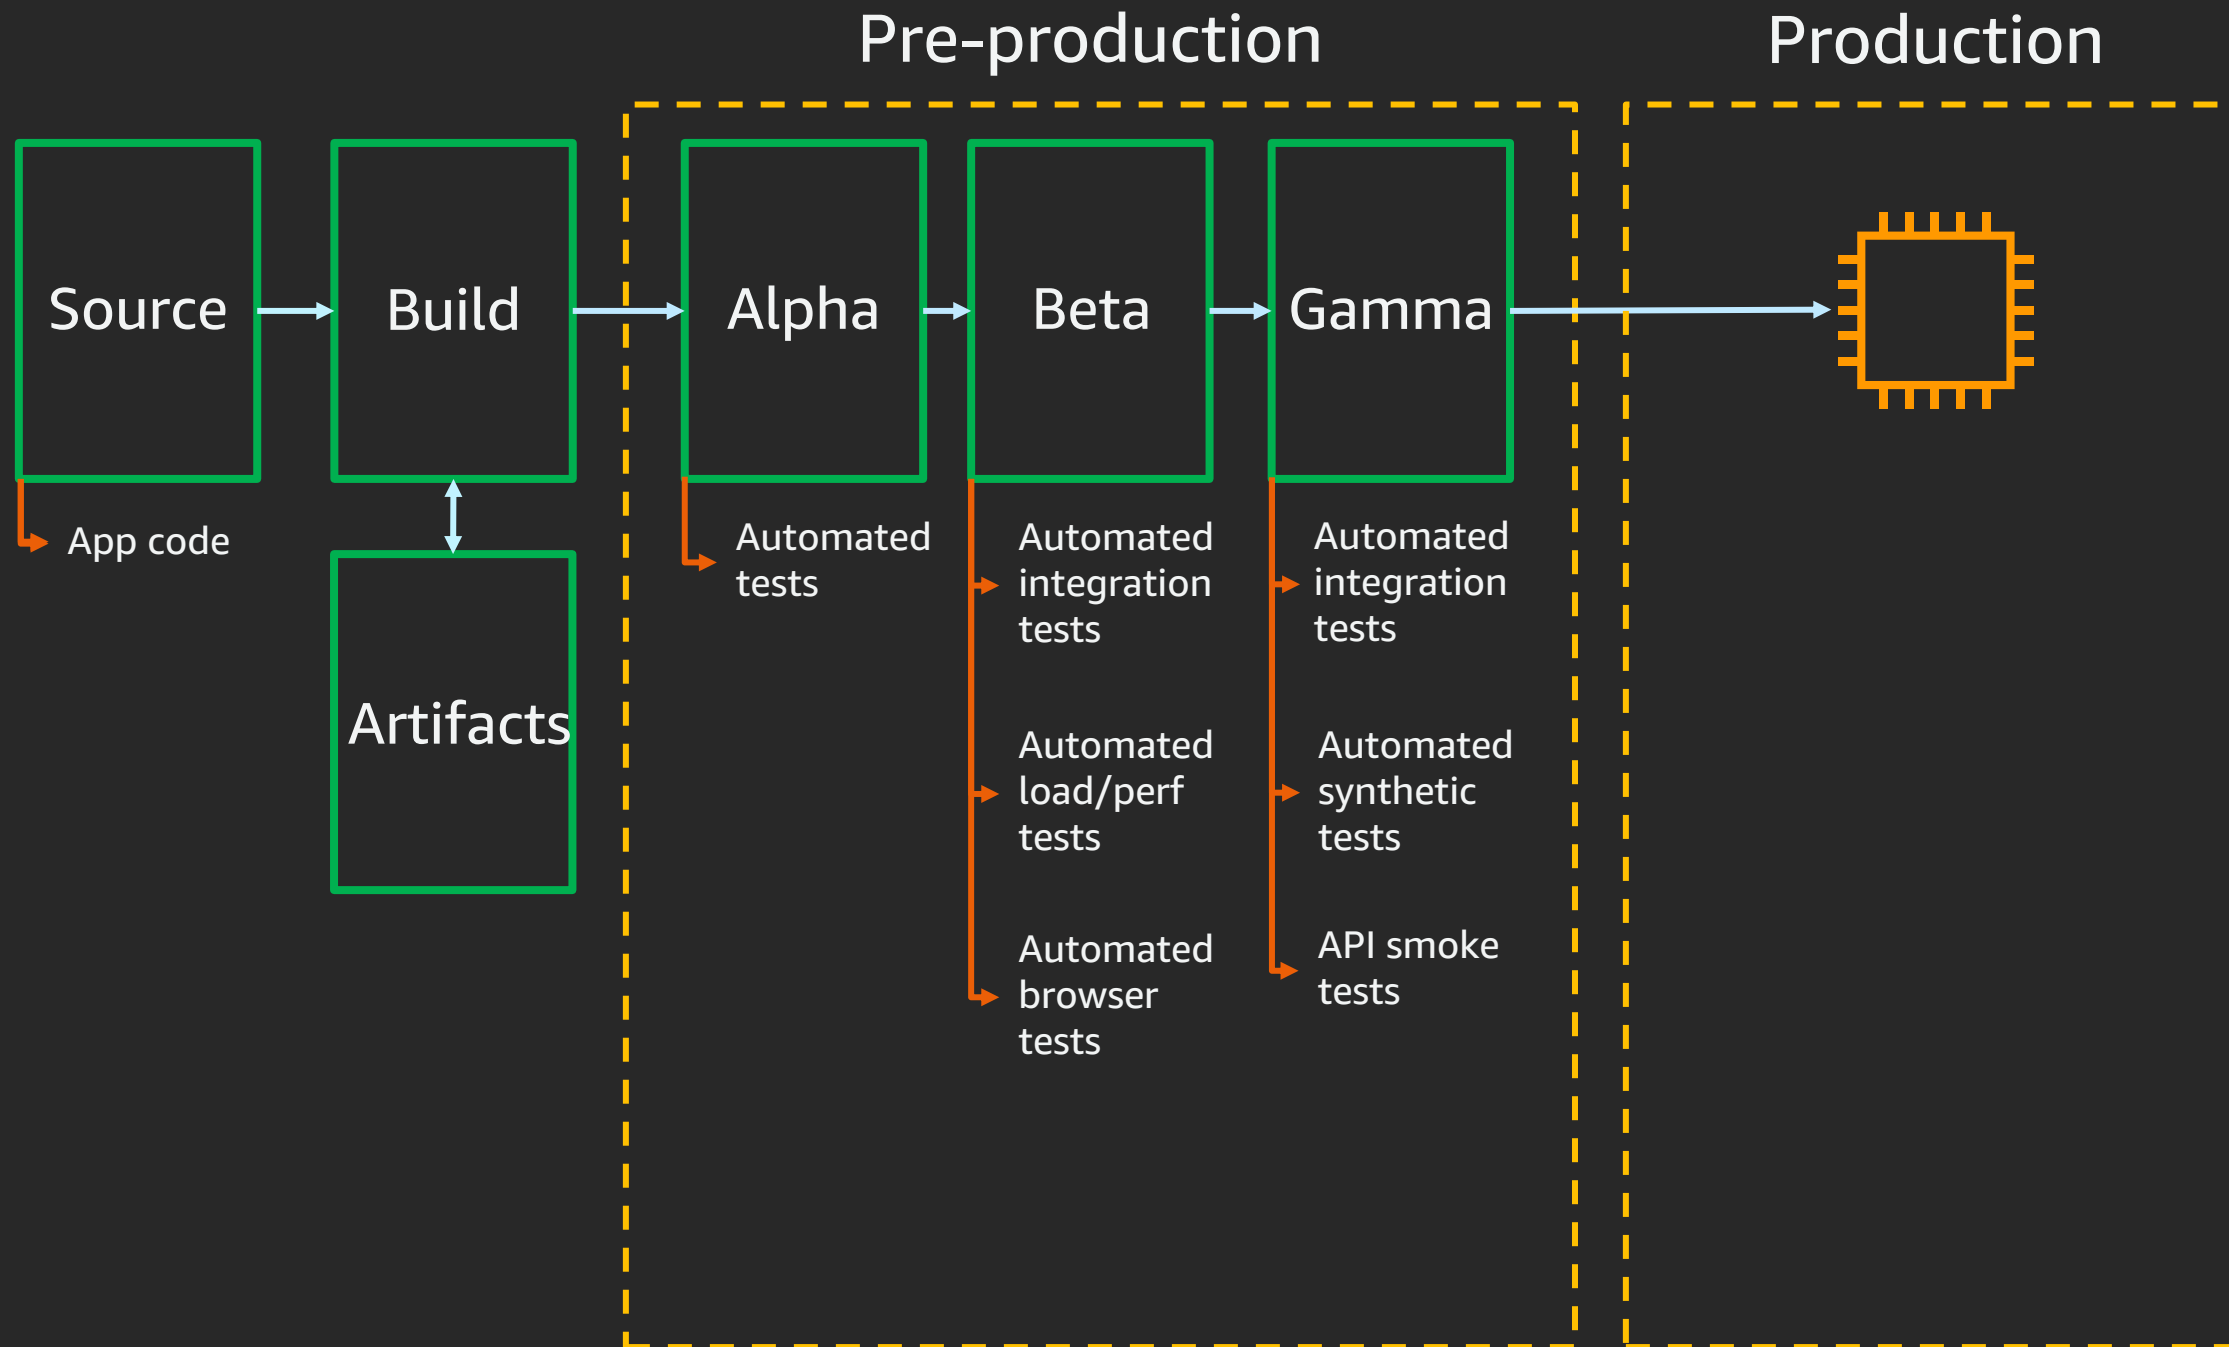 Pre-production
Production
Source
Build
Alpha
Beta
Gamma
App code
Artifacts
Automated
tests
Automated
integration
tests
Automated
load/perf
tests
Automated
browser
tests
Automated
integration
tests
Automated
synthetic
tests
API smoke
tests